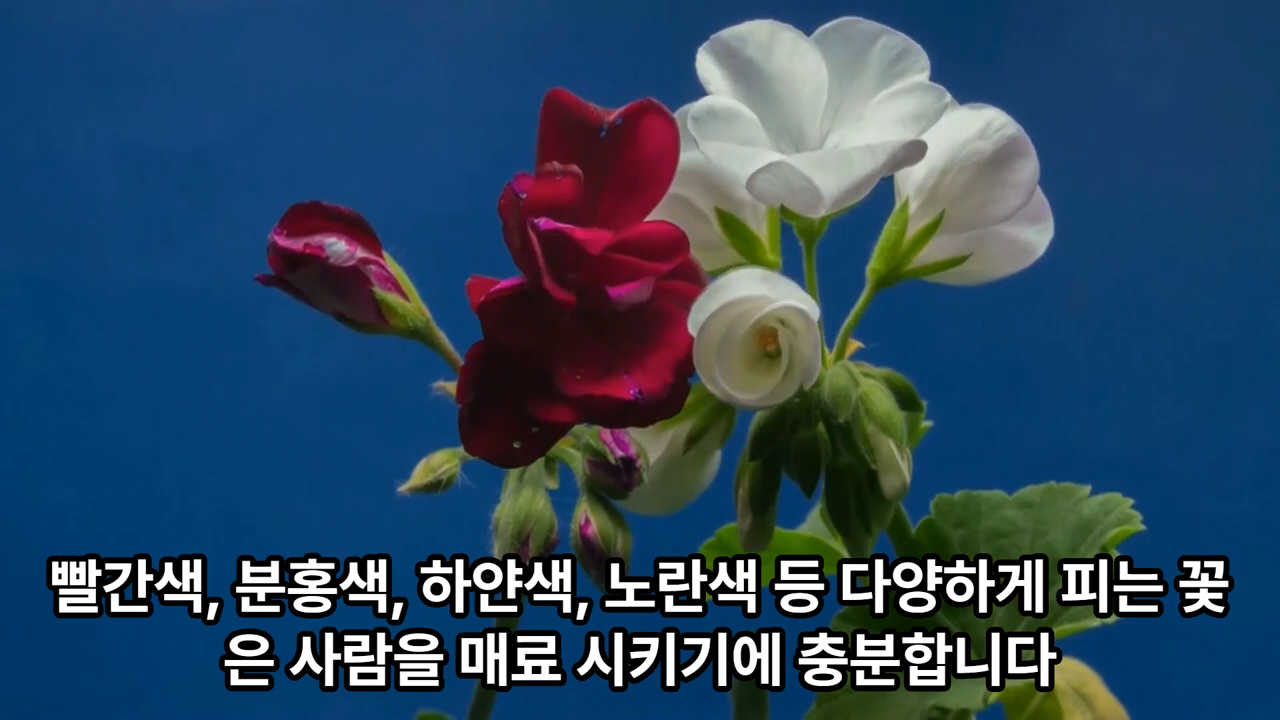 빨간색, 분홍색, 하얀색, 노란색 등 다양하게 피는 꽃
은 사람을 매료 시키기에 충분합니다